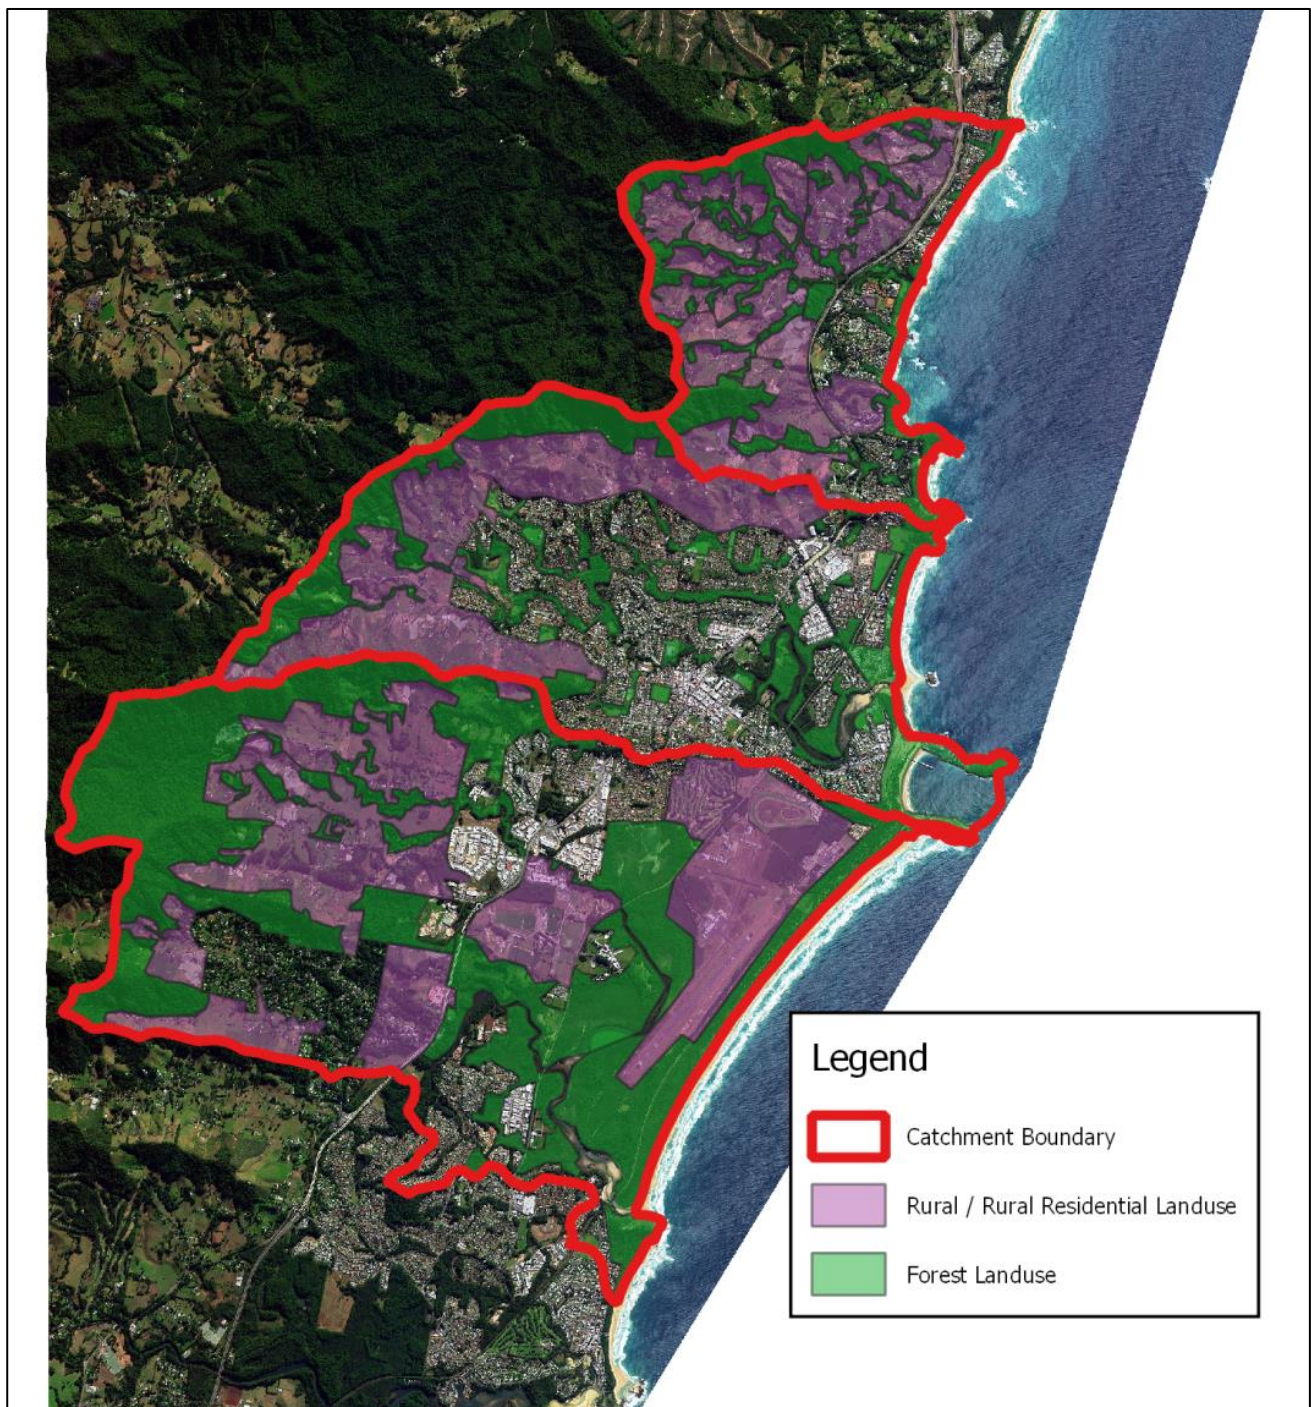 Legend
Catchment Boundary
Rural / Rural Residential Landuse
Forest Landuse